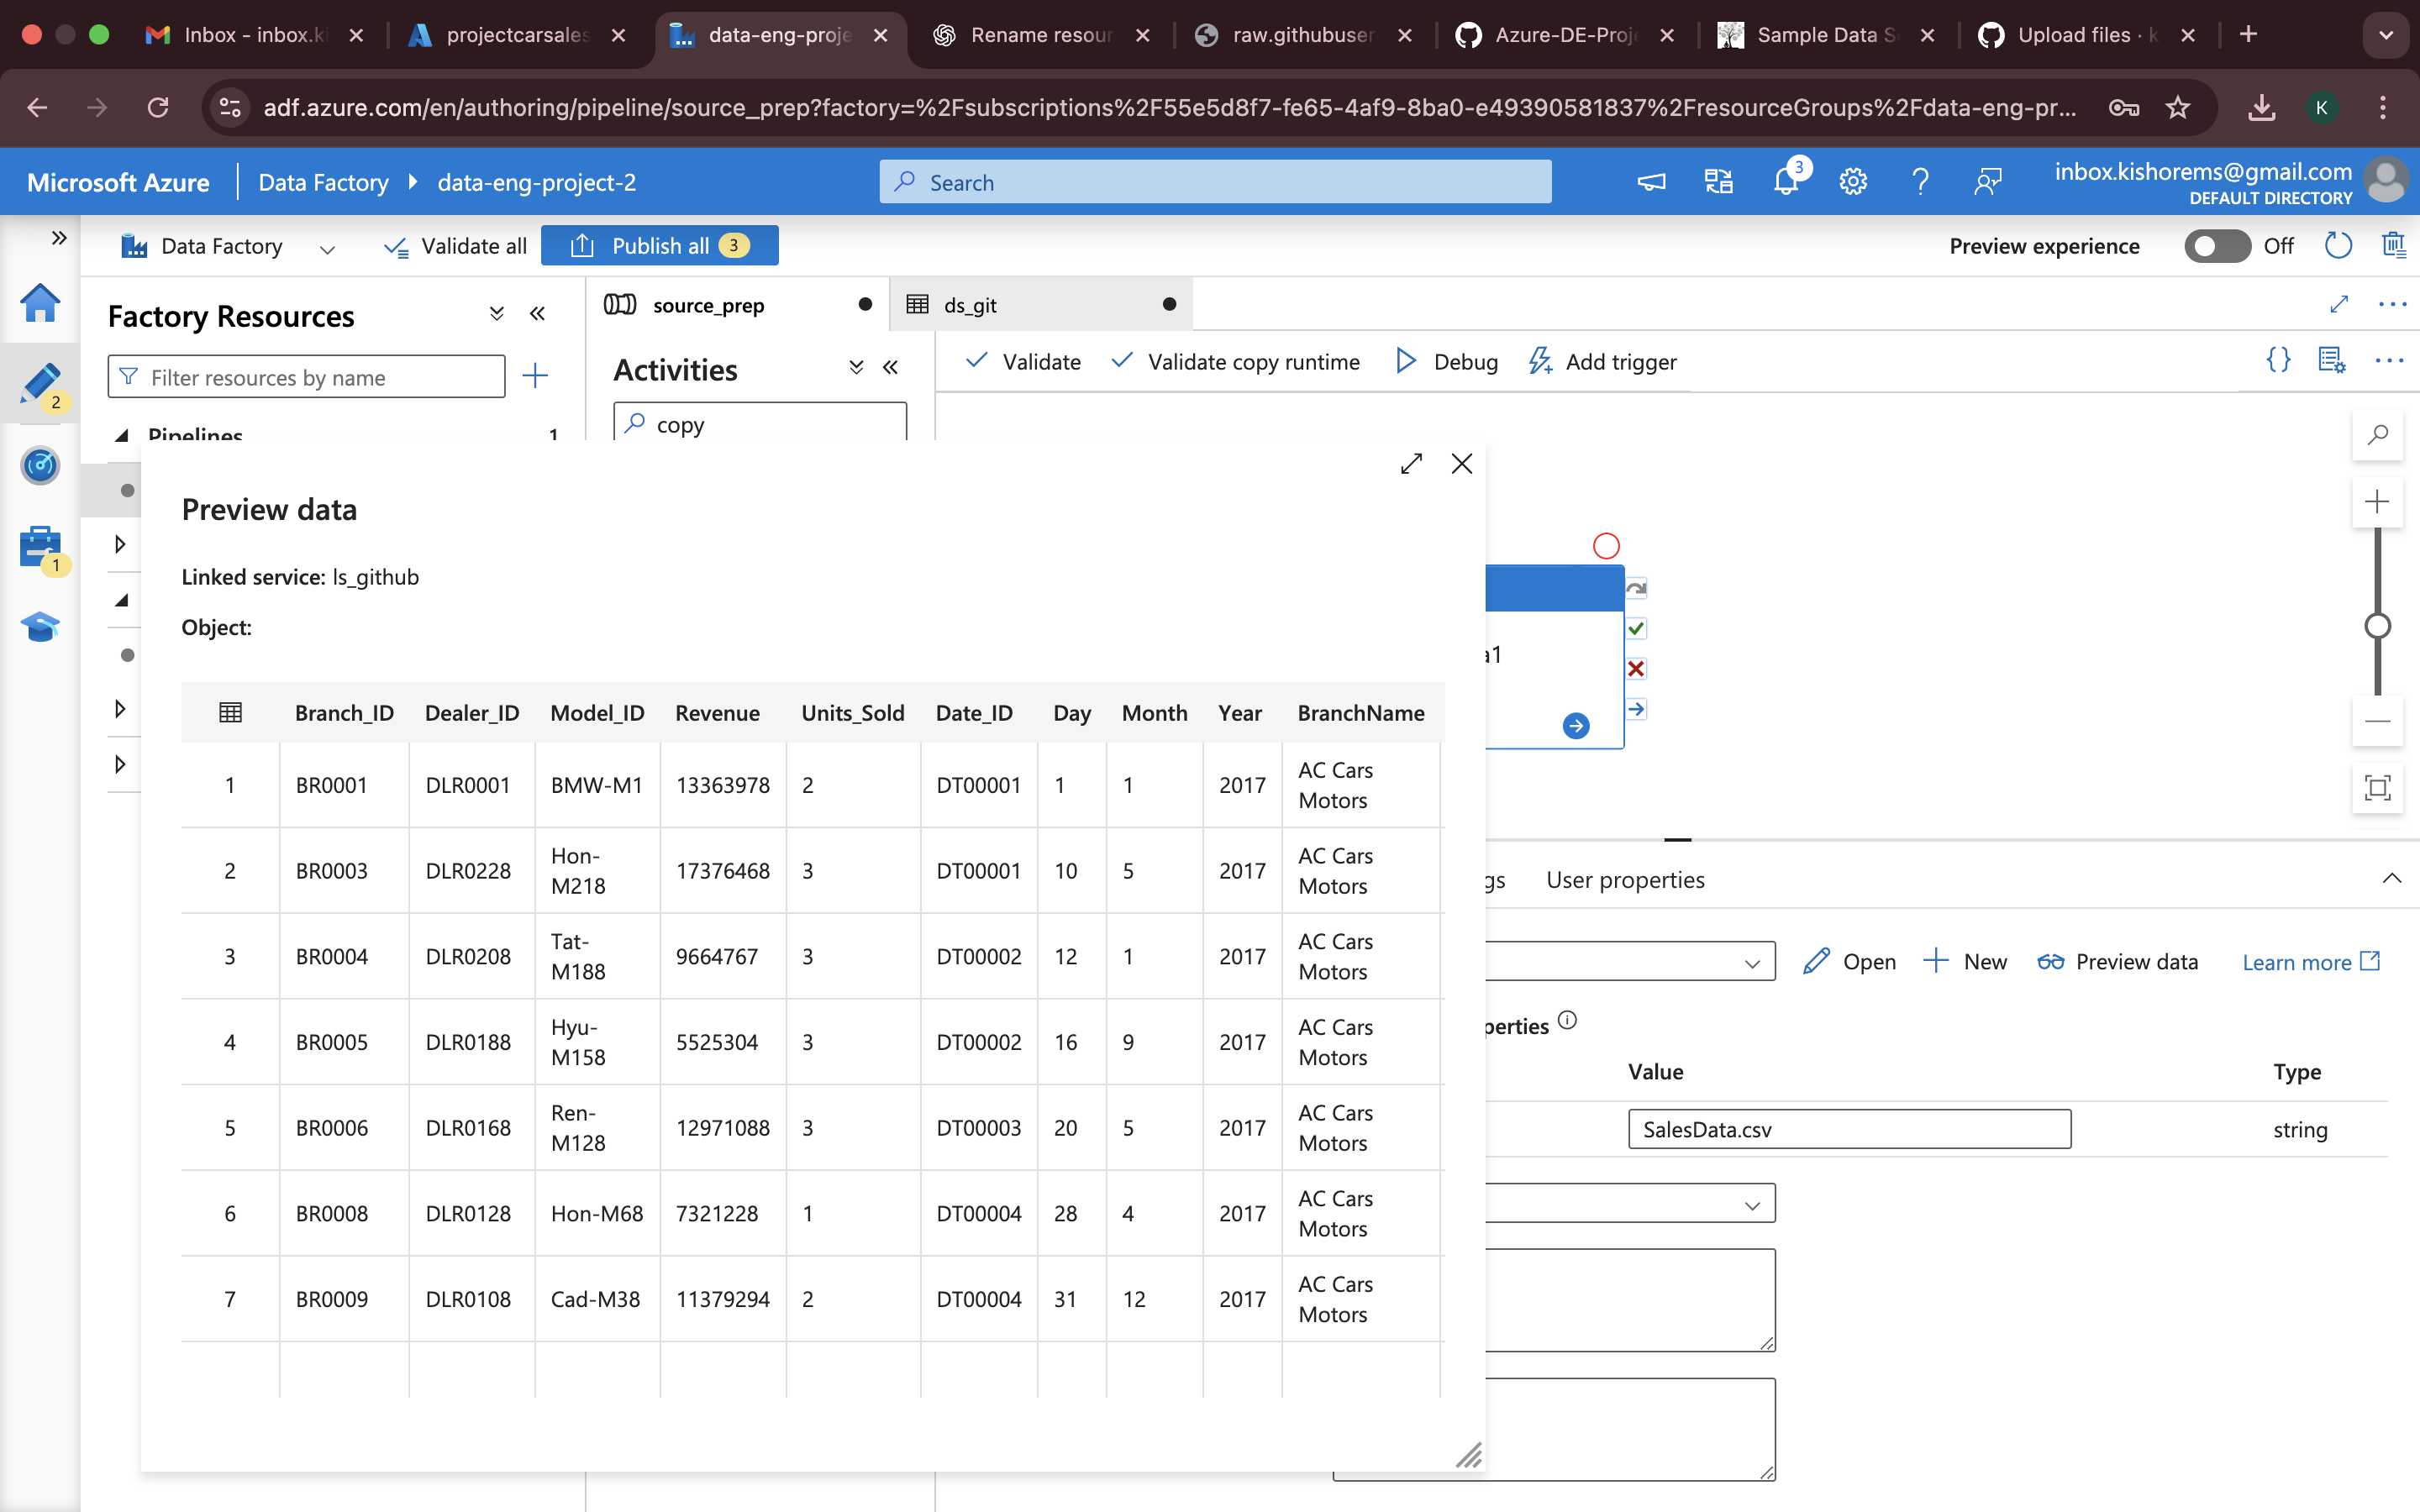 Inbox - inbox.ki
projectcarsales
data-eng-proje
Rename resour
raw.githubuser
Azure-DE-Proj
Sample Data S
Upload files · k
adf.azure.com/en/authoring/pipeline/source_prep?factory=%2Fsubscriptions%2F55e5d8f7-fe65-4af9-8ba0-e49390581837%2FresourceGroups%2Fdata-eng-pr...
K
Microsoft Azure
Data Factory
data-eng-project-2
Search
3
inbox.kishorems@gmail.com
DEFAULT DIRECTORY
Data Factory
Validate all
Publish all 3
Preview experience
Off
2
1
Factory Resources
Filter resources by name
Pipelines 1
source_prep
ds_git
Activities
copy
Validate
Validate copy runtime
Debug
Add trigger
Preview data
Linked service: ls_github
Object:
Branch_ID Dealer_ID Model_ID Revenue Units_Sold Date_ID Day Month Year BranchName
1 BR0001 DLR0001 BMW-M1 13363978 2 DT00001 1 1 2017 AC Cars Motors
2 BR0003 DLR0228 Hon-M218 17376468 3 DT00001 10 5 2017 AC Cars Motors
3 BR0004 DLR0208 Tat-M188 9664767 3 DT00002 12 1 2017 AC Cars Motors
4 BR0005 DLR0188 Hyu-M158 5525304 3 DT00002 16 9 2017 AC Cars Motors
5 BR0006 DLR0168 Ren-M128 12971088 3 DT00003 20 5 2017 AC Cars Motors
6 BR0008 DLR0128 Hon-M68 7321228 1 DT00004 28 4 2017 AC Cars Motors
7 BR0009 DLR0108 Cad-M38 11379294 2 DT00004 31 12 2017 AC Cars Motors
a1
gs
User properties
Open
New
Preview data
Learn more
perties
Value
Type
SalesData.csv
string